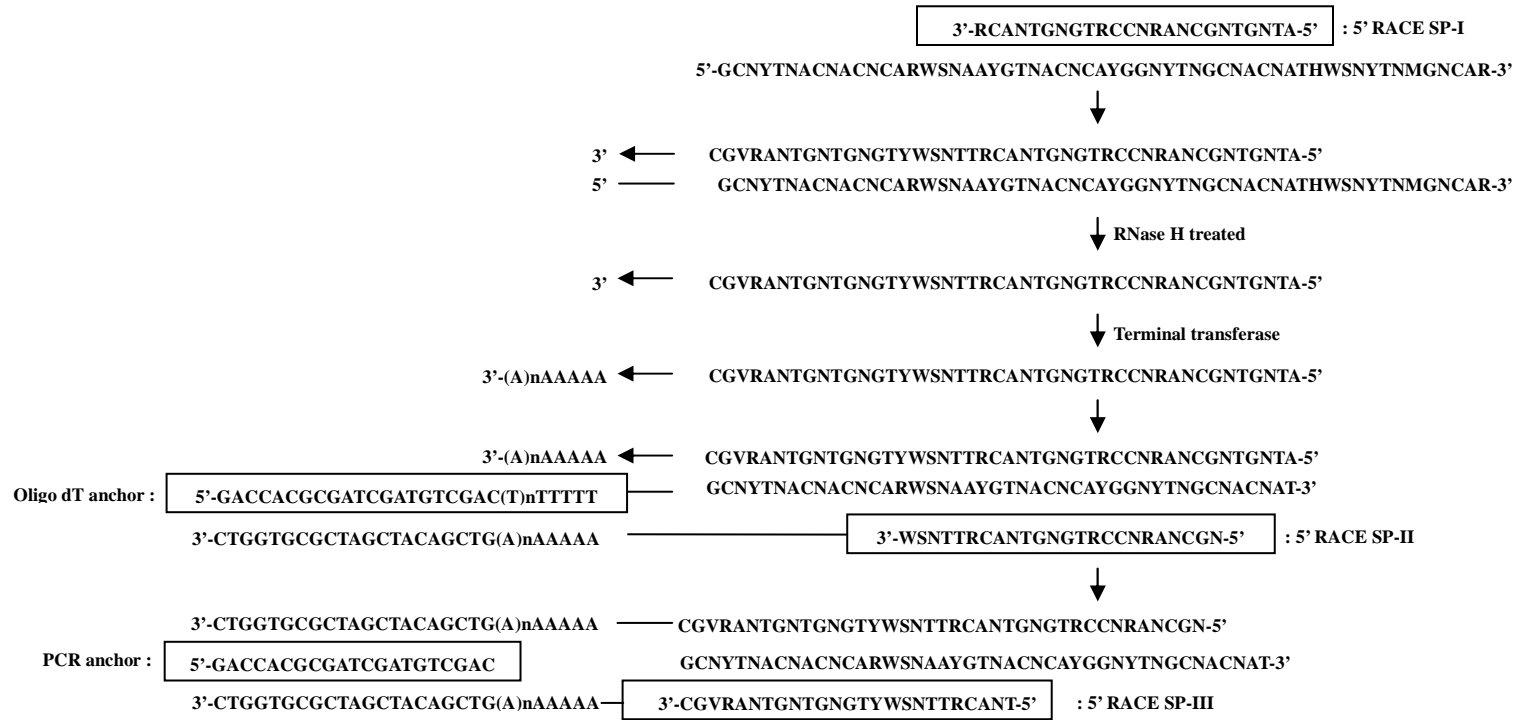 3’-RCANTGNGTRCCNRANCGNTGNTA-5’ : 5’ RACE SP-I
5’-GCNYTNACNACNCARWSNAAYGTNACNCAYGGNYTNGCNACNATHWSNYTNMGNCAR-3’
3’ CGVRANTGNTGNGTYWSNTTRCANTGNGTRCCNRANCGNTGNTA-5’
5’ GCNYTNACNACNCARWSNAAYGTNACNCAYGGNYTNGCNACNATHWSNYTNMGNCAR-3’
RNase H treated
3’ CGVRANTGNTGNGTYWSNTTRCANTGNGTRCCNRANCGNTGNTA-5’
Terminal transferase
3’-(A)nAAAAA CGVRANTGNTGNGTYWSNTTRCANTGNGTRCCNRANCGNTGNTA-5’
3’-(A)nAAAAA CGVRANTGNTGNGTYWSNTTRCANTGNGTRCCNRANCGNTGNTA-5’
Oligo dT anchor : 5’-GACCACGCGATCGATGTCGAC(T)nTTTTT GCNYTNACNACNCARWSNAAYGTNACNCAYGGNYTNGCNACNAT-3’
3’-CTGGTGCGCTAGCTACAGCTG(A)nAAAAA 3’-WSNTTRCANTGNGTRCCNRANCGN-5’ : 5’ RACE SP-II
3’-CTGGTGCGCTAGCTACAGCTG(A)nAAAAA CGVRANTGNTGNGTYWSNTTRCANTGNGTRCCNRANCGN-5’
PCR anchor : 5’-GACCACGCGATCGATGTCGAC GCNYTNACNACNCARWSNAAYGTNACNCAYGGNYTNGCNACNAT-3’
3’-CTGGTGCGCTAGCTACAGCTG(A)nAAAAA 3’-CGVRANTGNTGNGTYWSNTTRCANT-5’ : 5’ RACE SP-III